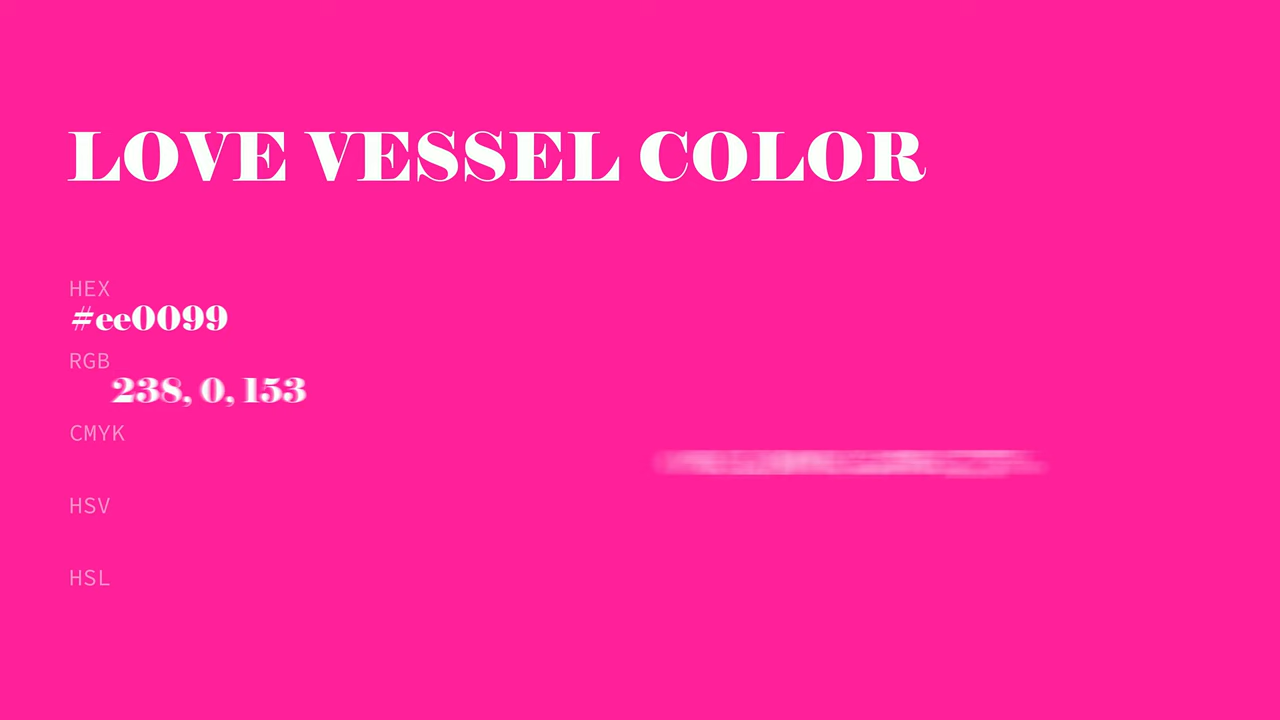 LOVE VESSEL COLOR
HEX
#ee0099
RGB
238, 0, 153
CMYK
HSV
HSL